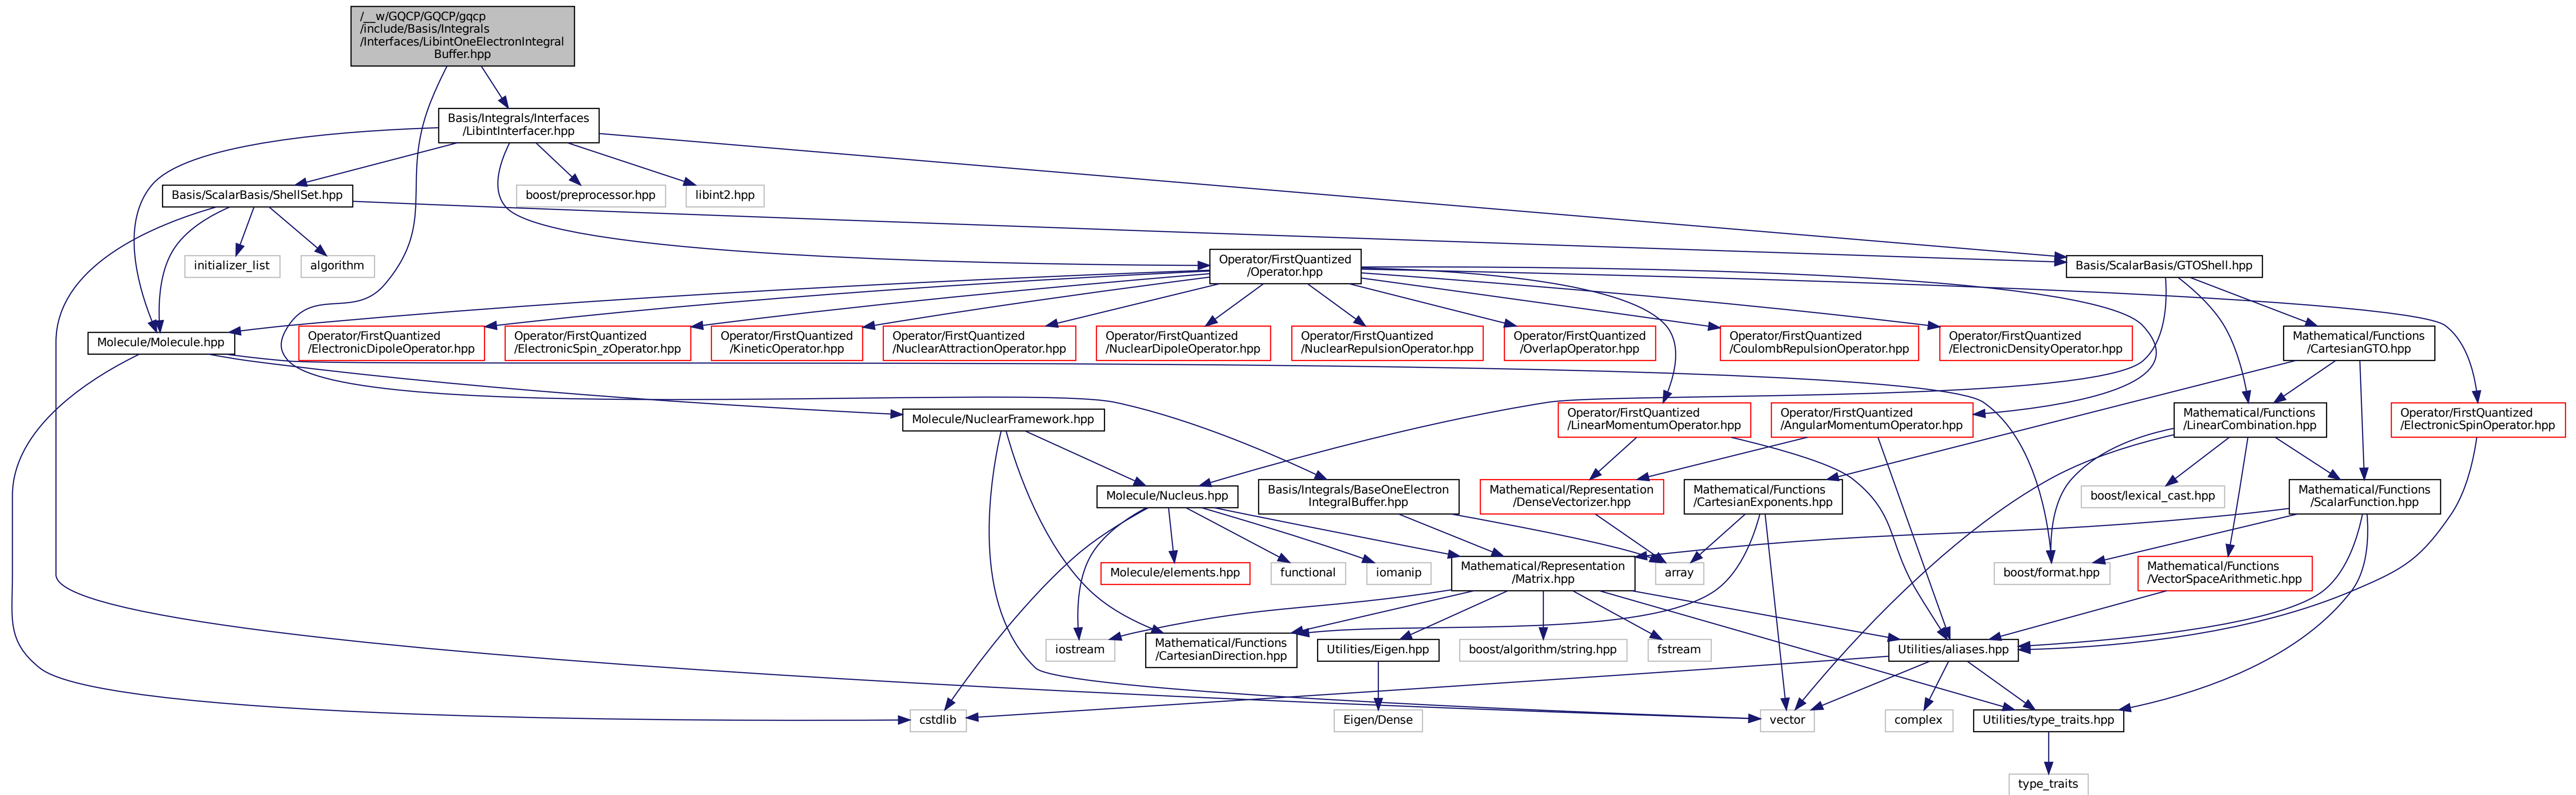 /__w/GQCP/GQCP/gqcp
/include/Basis/Integrals
/Interfaces/LibintOneElectronIntegral
Buffer.hpp
Basis/Integrals/Interfaces
/LibintInterfacer.hpp
Basis/ScalarBasis/ShellSet.hpp
boost/preprocessor.hpp
libint2.hpp
initializer_list
algorithm
Operator/FirstQuantized
/Operator.hpp
Basis/ScalarBasis/GTOShell.hpp
Molecule/Molecule.hpp
Operator/FirstQuantized
/ElectronicDipoleOperator.hpp
Operator/FirstQuantized
/ElectronicSpin_zOperator.hpp
Operator/FirstQuantized
/KineticOperator.hpp
Operator/FirstQuantized
/NuclearAttractionOperator.hpp
Operator/FirstQuantized
/NuclearDipoleOperator.hpp
Operator/FirstQuantized
/NuclearRepulsionOperator.hpp
Operator/FirstQuantized
/OverlapOperator.hpp
Operator/FirstQuantized
/CoulombRepulsionOperator.hpp
Operator/FirstQuantized
/ElectronicDensityOperator.hpp
Mathematical/Functions
/CartesianGTO.hpp
Molecule/NuclearFramework.hpp
Operator/FirstQuantized
/LinearMomentumOperator.hpp
Operator/FirstQuantized
/AngularMomentumOperator.hpp
Mathematical/Functions
/LinearCombination.hpp
Operator/FirstQuantized
/ElectronicSpinOperator.hpp
Molecule/Nucleus.hpp
Basis/Integrals/BaseOneElectron
IntegralBuffer.hpp
Mathematical/Representation
/DenseVectorizer.hpp
Mathematical/Functions
/CartesianExponents.hpp
boost/lexical_cast.hpp
Mathematical/Functions
/ScalarFunction.hpp
Molecule/elements.hpp
functional
iomanip
Mathematical/Representation
/Matrix.hpp
array
boost/format.hpp
Mathematical/Functions
/VectorSpaceArithmetic.hpp
iostream
Mathematical/Functions
/CartesianDirection.hpp
Utilities/Eigen.hpp
boost/algorithm/string.hpp
fstream
Utilities/aliases.hpp
cstdlib
Eigen/Dense
vector
complex
Utilities/type_traits.hpp
type_traits